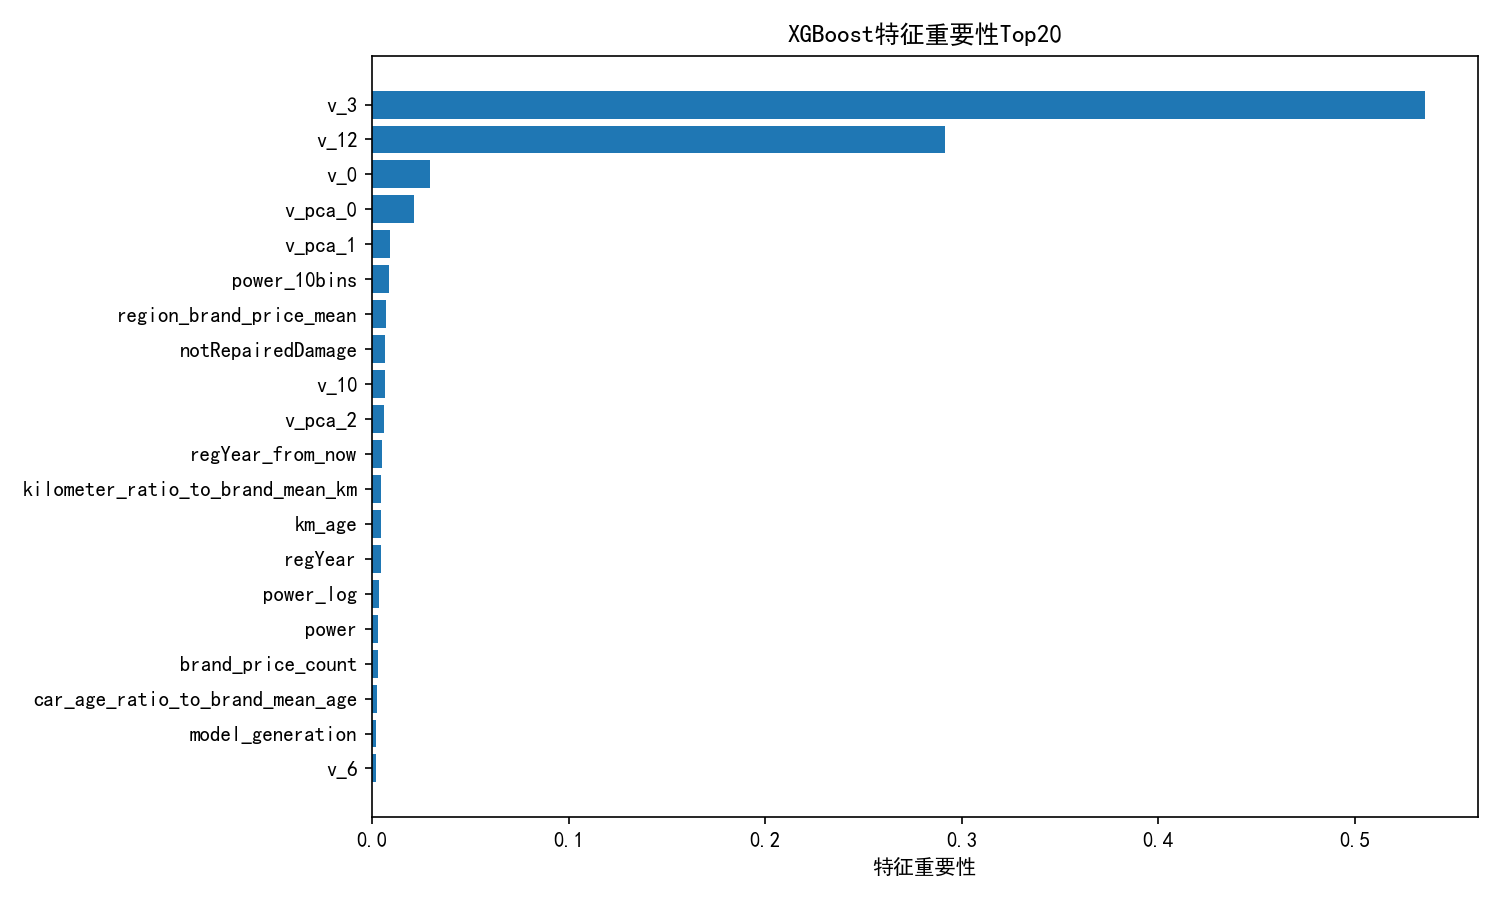 XGBoost特征重要性Top20
v_3
v_12
v_0
v_pca_0
v_pca_1
power_10bins
region_brand_price_mean
notRepairedDamage
v_10
v_pca_2
regYear_from_now
kilometer_ratio_to_brand_mean_km
km_age
regYear
power_log
power
brand_price_count
car_age_ratio_to_brand_mean_age
model_generation
v_6
0.0 0.1 0.2 0.3 0.4 0.5
特征重要性